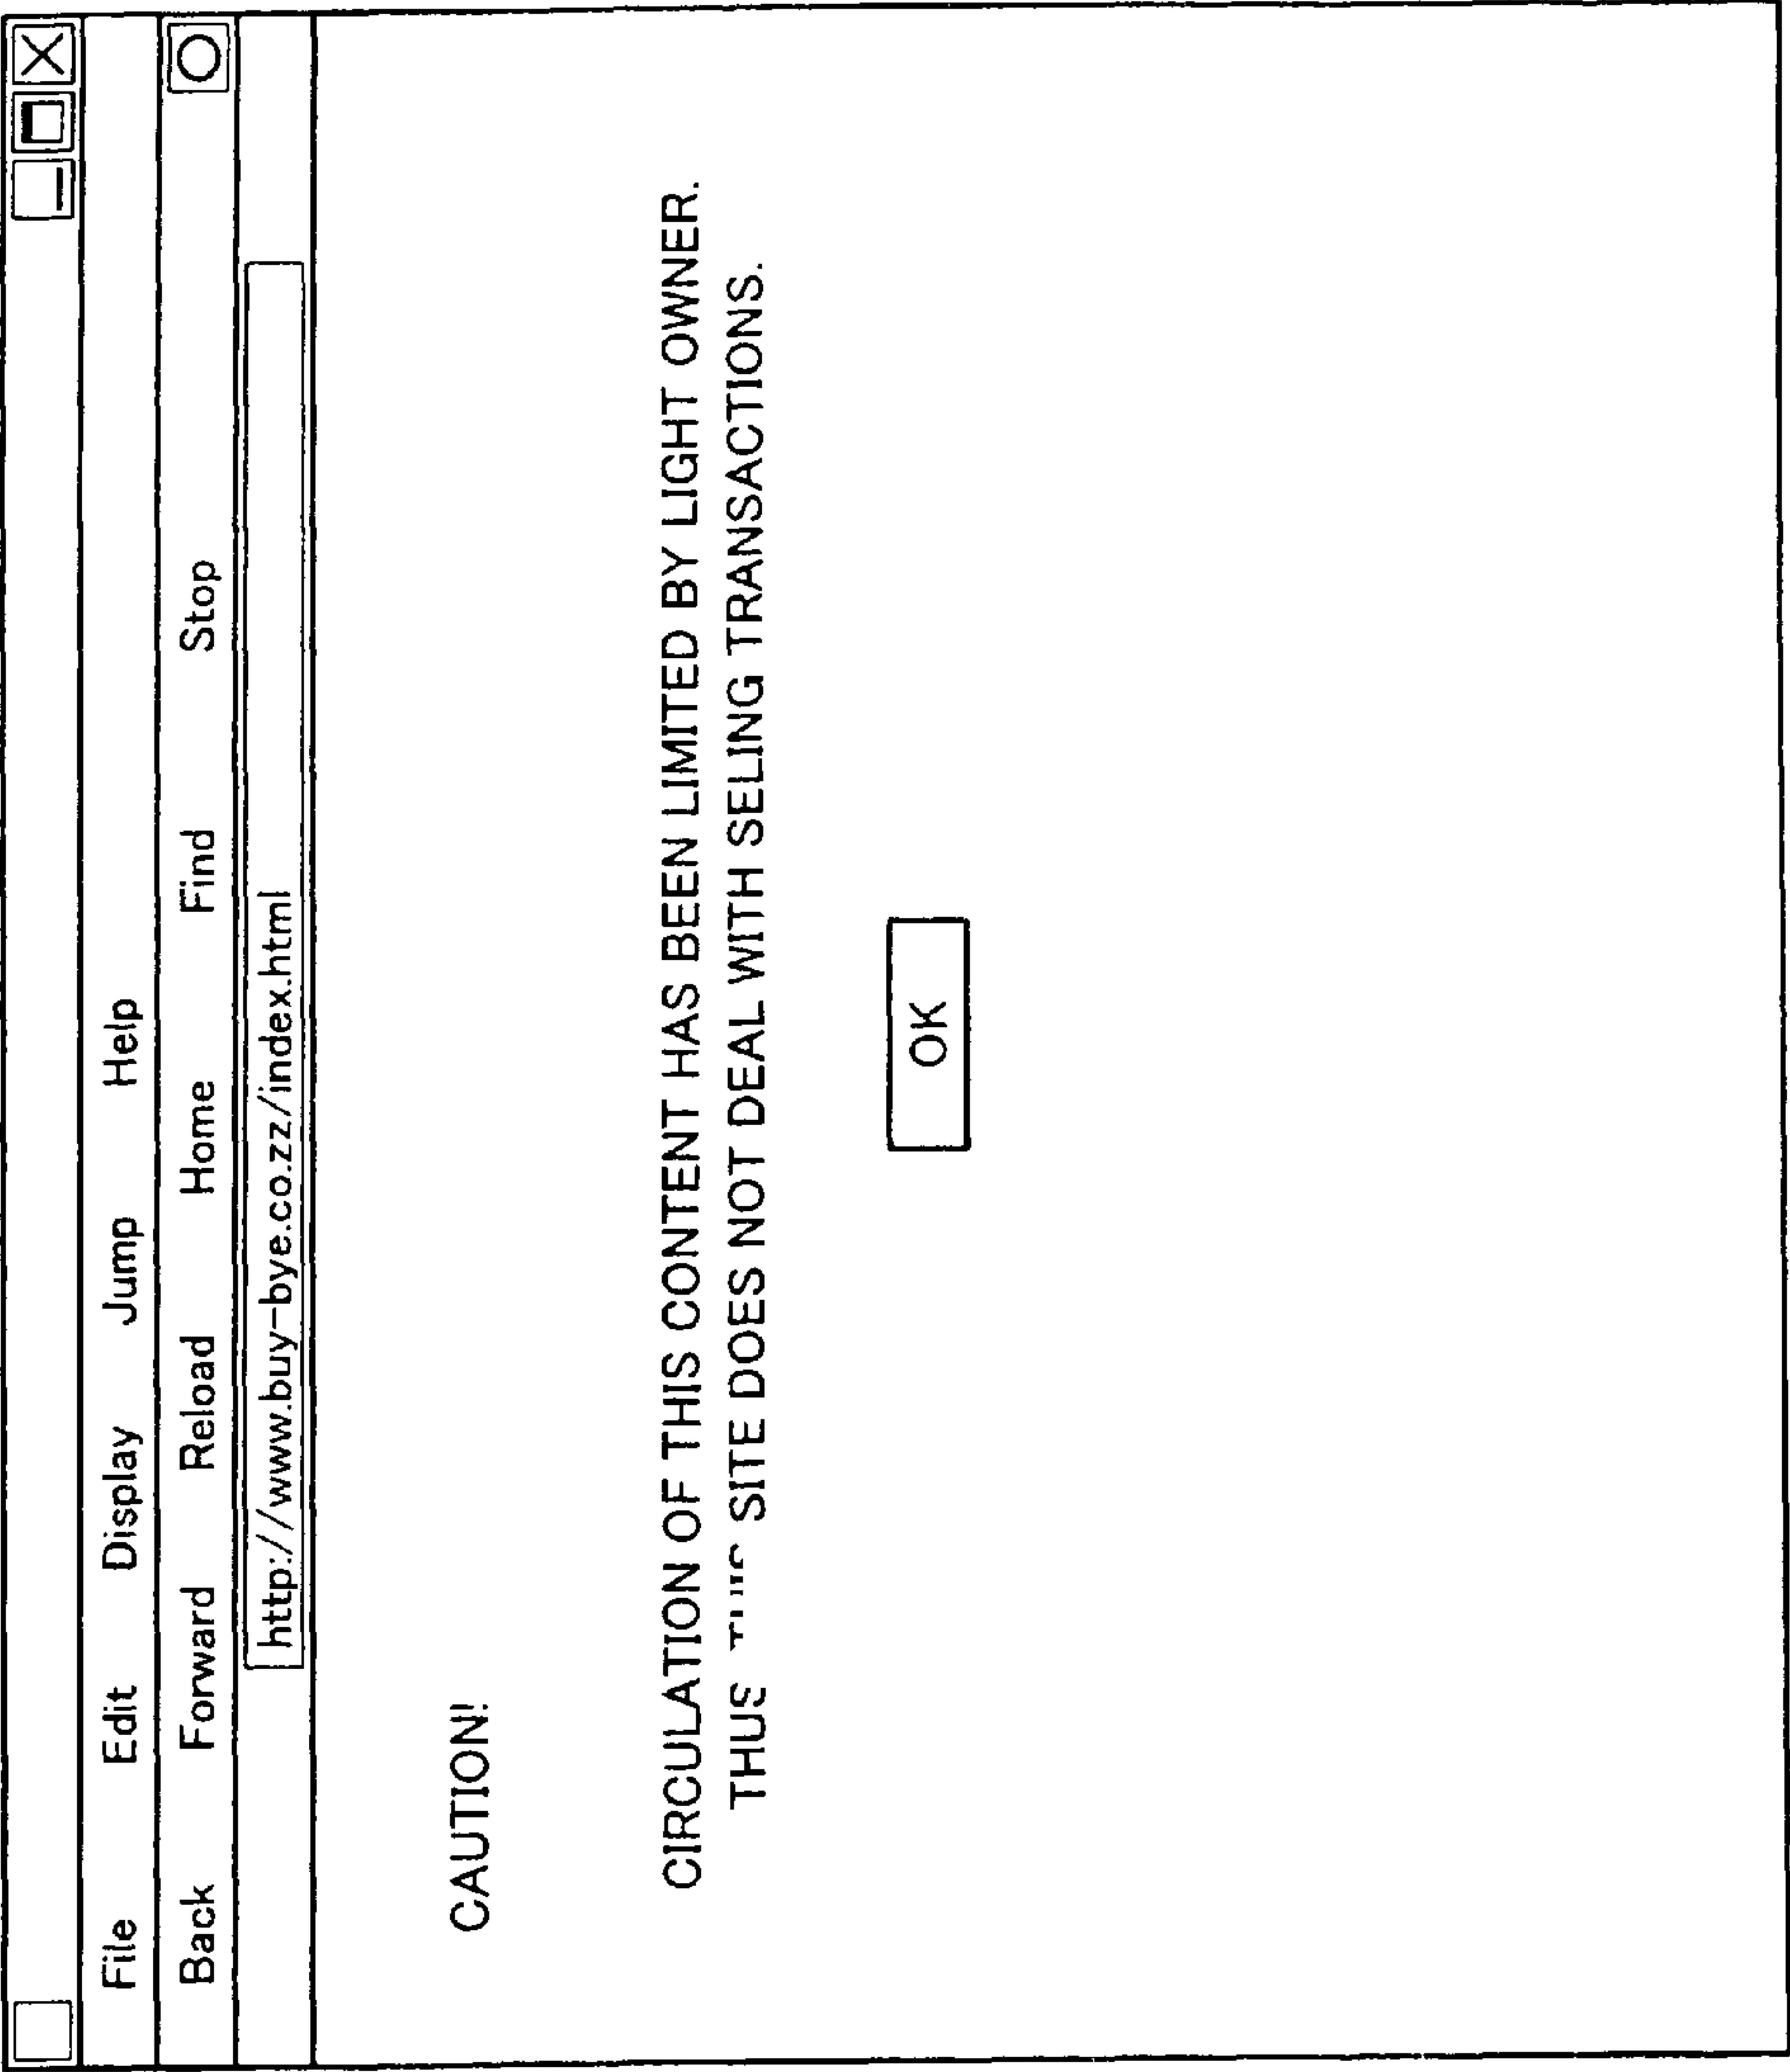 File Edit Display Jump Help
Back Forward Reload Home Find Stop
http://www.buy-bye.co.zz/index.html
CAUTION!
CIRCULATION OF THIS CONTENT HAS BEEN LIMITED BY LIGHT OWNER.
THUS THIS SITE DOES NOT DEAL WITH SELING TRANSACTIONS.
OK